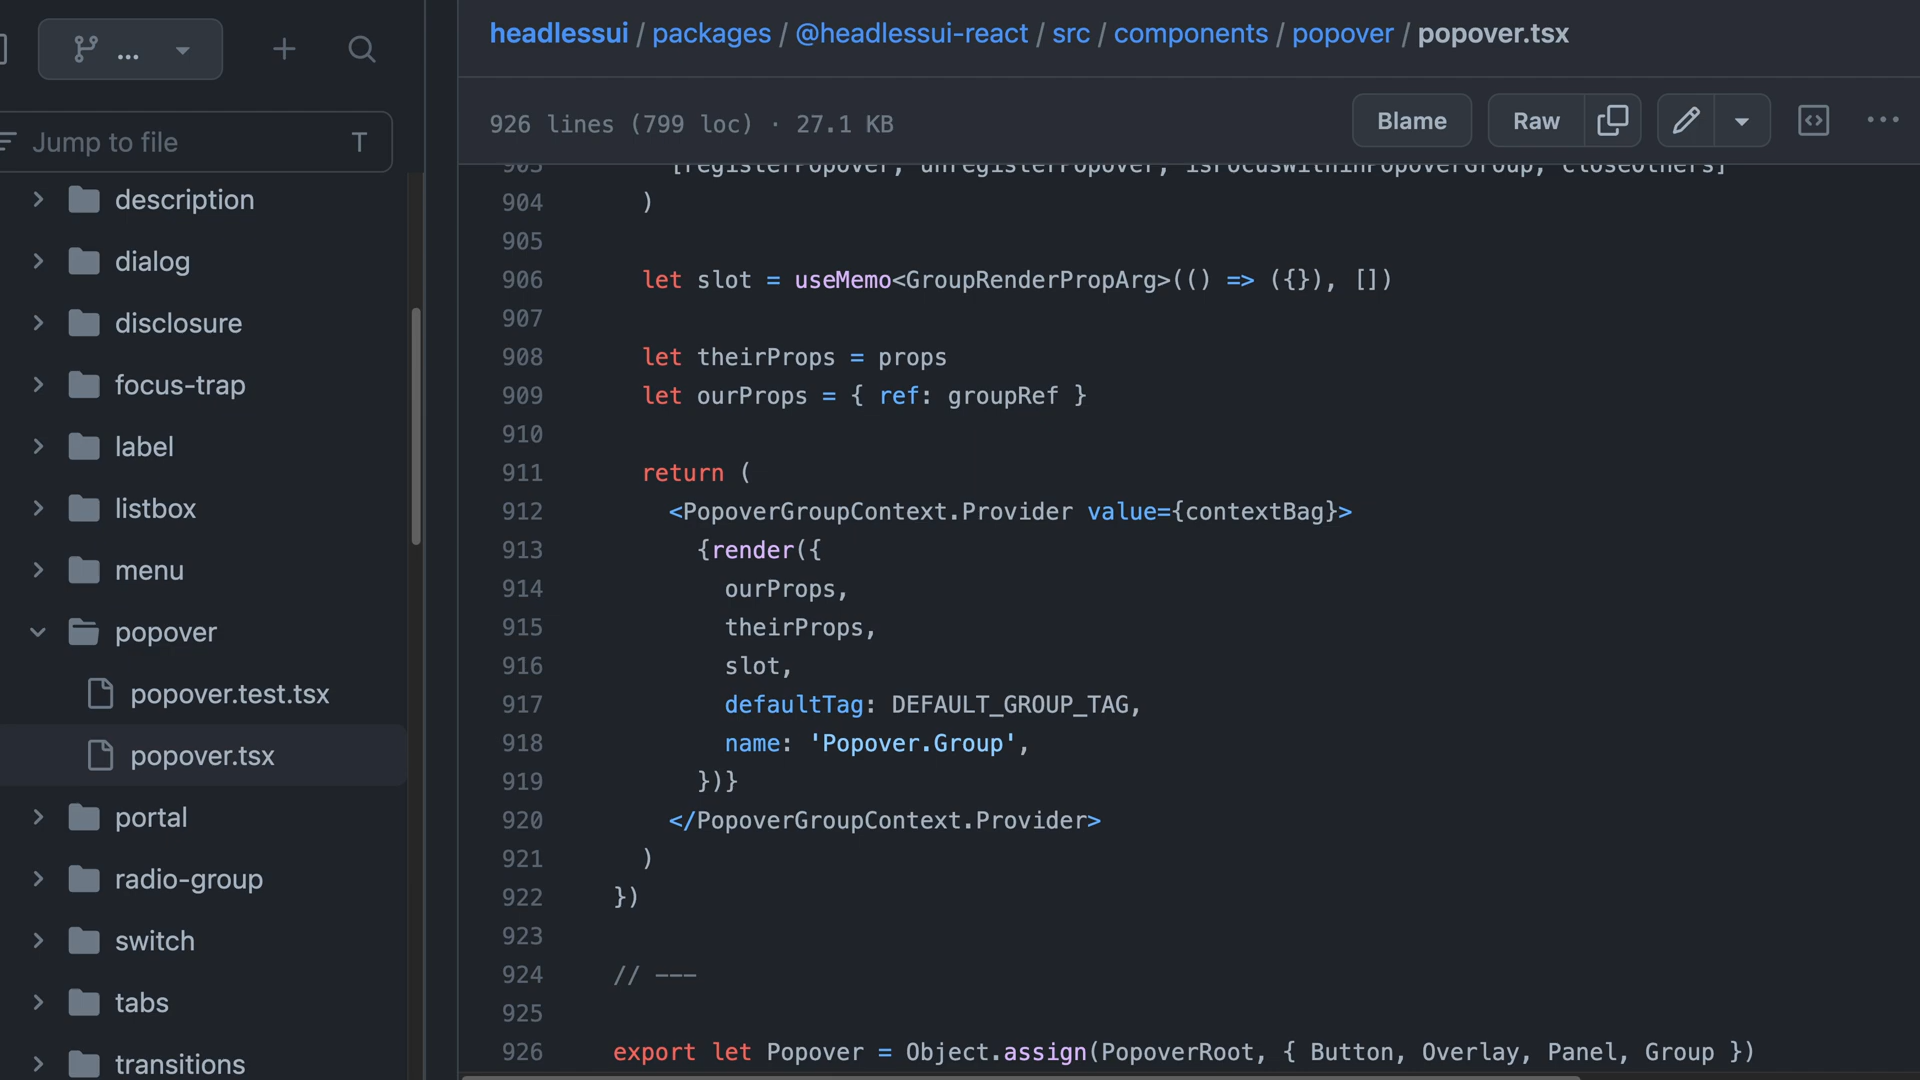 ...
Jump to file T
description
dialog
disclosure
focus-trap
label
listbox
menu
popover
popover.test.tsx
popover.tsx
portal
radio-group
switch
tabs
transitions
headlessui / packages / @headlessui-react / src / components / popover / popover.tsx
926 lines (799 loc) · 27.1 KB
Blame
Raw
903 [registerPopover, unregisterPopover, isFocusWithinPopoverGroup, closeOthers]
904 )
905
906 let slot = useMemo<GroupRenderPropArg>(() => ({}), [])
907
908 let theirProps = props
909 let ourProps = { ref: groupRef }
910
911 return (
912 <PopoverGroupContext.Provider value={contextBag}>
913 {render({
914 ourProps,
915 theirProps,
916 slot,
917 defaultTag: DEFAULT_GROUP_TAG,
918 name: 'Popover.Group',
919 })}
920 </PopoverGroupContext.Provider>
921 )
922 })
923
924 // ---
925
926 export let Popover = Object.assign(PopoverRoot, { Button, Overlay, Panel, Group })